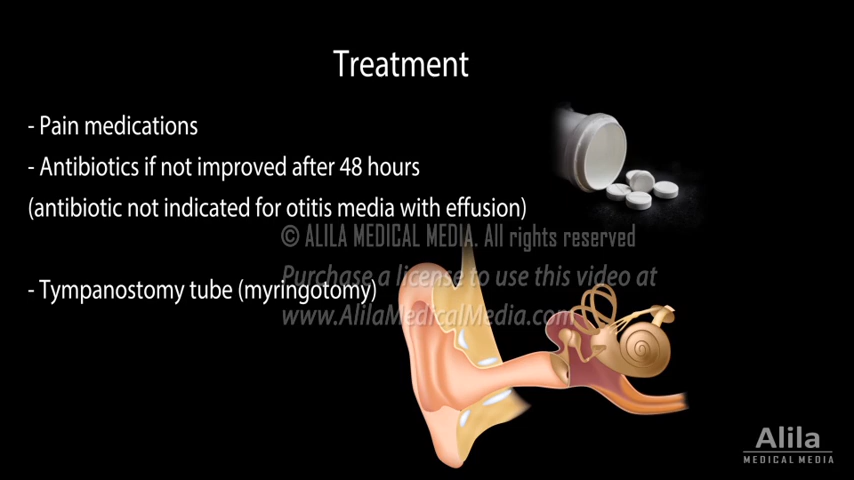 Treatment
- Pain medications
- Antibiotics if not improved after 48 hours
(antibiotic not indicated for otitis media with effusion)
© ALILA MEDICAL MEDIA. All rights reserved
Purchase a license to use this video at
- Tympanostomy tube (myringotomy)
www.AlilaMedicalMedia.com
Alila
MEDICAL MEDIA